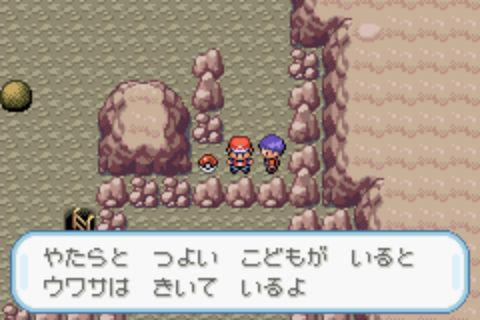 やたらと　つよい　こどもが　いると
ウワサは　きいて　いるよ